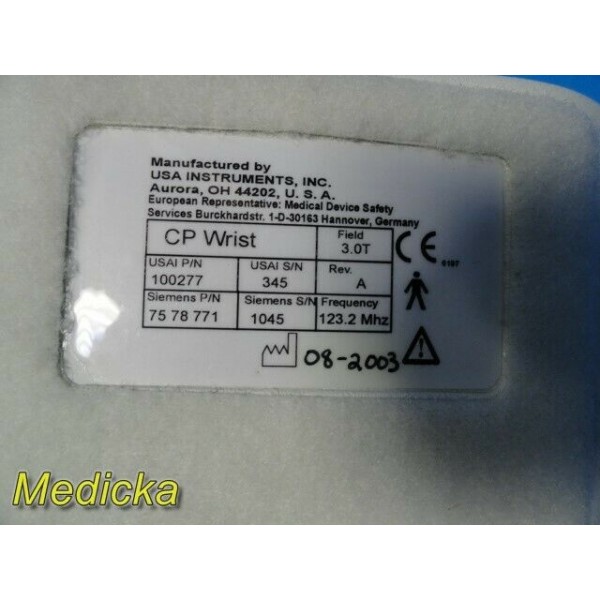 Manufactured by
USA INSTRUMENTS, INC.
Aurora, OH 44202, U. S. A.
European Representative: Medical Device Safety
Services Burckhardstr. 1-D-30163 Hannover, Germany
CP Wrist
Field
3.0T
CE
USAI P/N
100277
USAI S/N
345
Rev.
A
Siemens P/N
75 78 771
Siemens S/N
1045
Frequency
123.2 Mhz
08-2003
Medicka